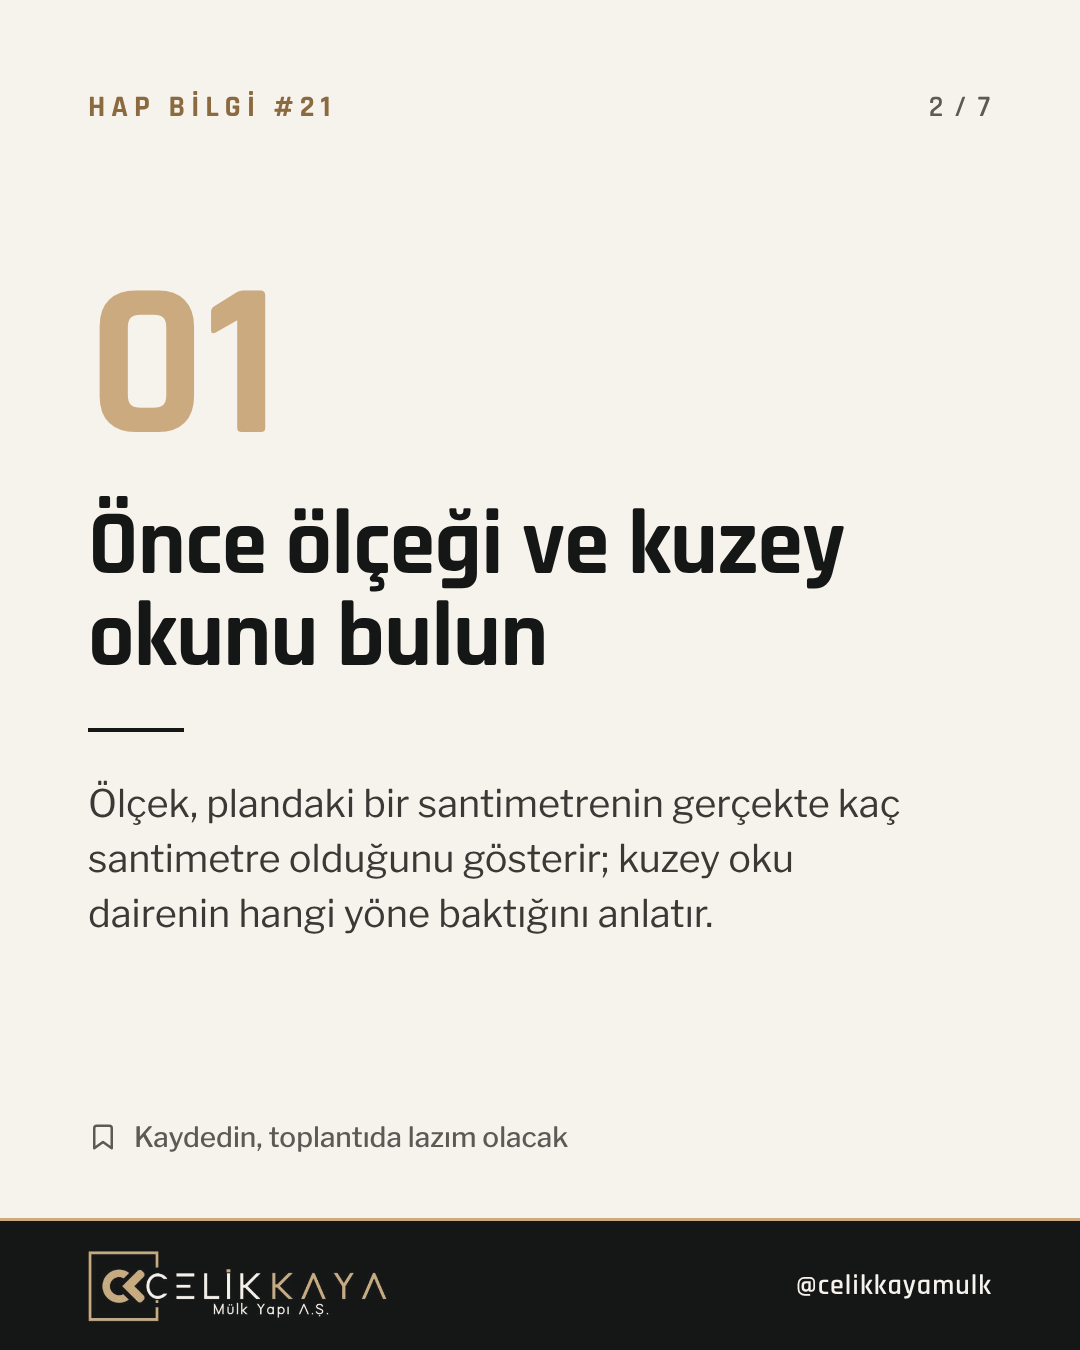 HAP BİLGİ #21
2 / 7
01
Önce ölçeği ve kuzey
okunu bulun
Ölçek, plandaki bir santimetrenin gerçekte kaç
santimetre olduğunu gösterir; kuzey oku
dairenin hangi yöne baktığını anlatır.
Kaydedin, toplantıda lazım olacak
ÇELİKKAYA
Mülk Yapı A.Ş.
@celikkayamulk